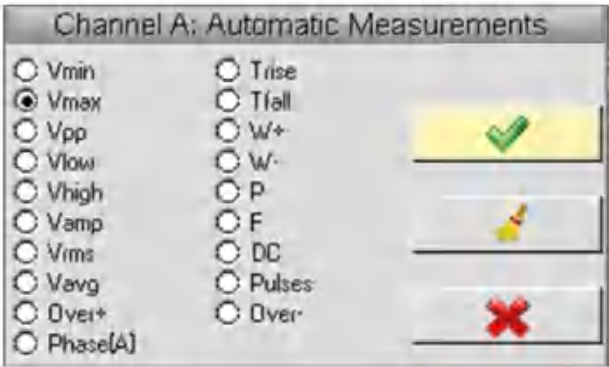 Channel A: Automatic Measurements
Vmin
Vmax
Vpp
Vlow
Vhigh
Vamp
Vrms
Vavg
Over+
Phase(A)
Trise
Tfall
W+
W-
P
F
DC
Pulses
Over-